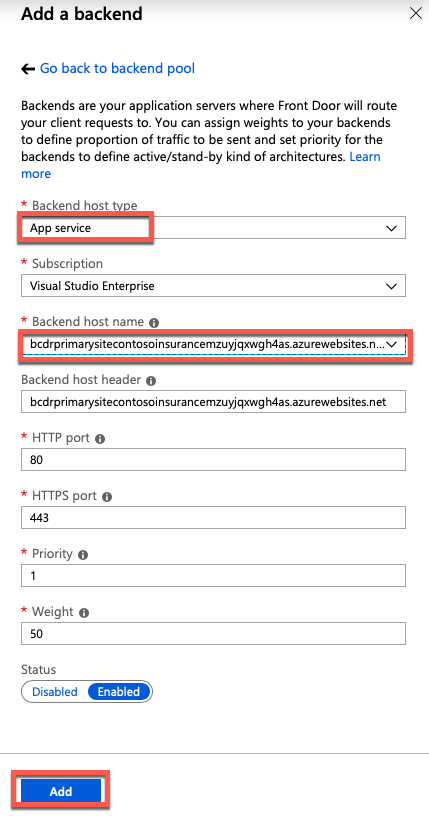 Add a backend
Go back to backend pool
Backends are your application servers where Front Door will route
your client requests to. You can assign weights to your backends
to define proportion of traffic to be sent and set priority for the
backends to define active/stand-by kind of architectures. Learn
more
* Backend host type
App service
* Subscription
Visual Studio Enterprise
* Backend host name
bcdrprimarysitecontosoinsurancemzuyjqxwgh4as.azurewebsites.n...
Backend host header
bcdrprimarysitecontosoinsurancemzuyjqxwgh4as.azurewebsites.net
* HTTP port
80
* HTTPS port
443
* Priority
1
* Weight
50
Status
Disabled Enabled
Add